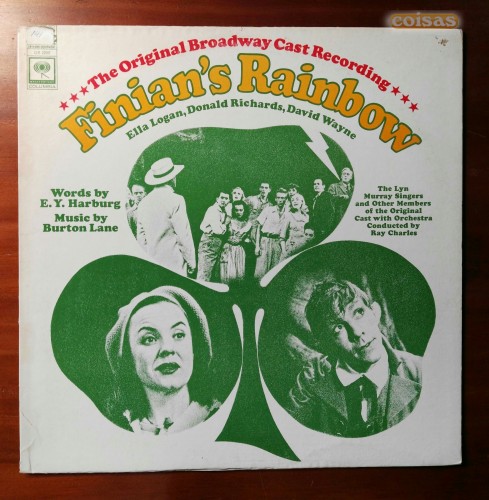 coisas
COLUMBIA
The Original Broadway Cast Recording
Finian's Rainbow
Ella Logan, Donald Richards, David Wayne
Words by
E. Y. Harburg
Music by
Burton Lane
The Lyn
Murray Singers
and Other Members
of the Original
Cast with Orchestra
Conducted by
Ray Charles